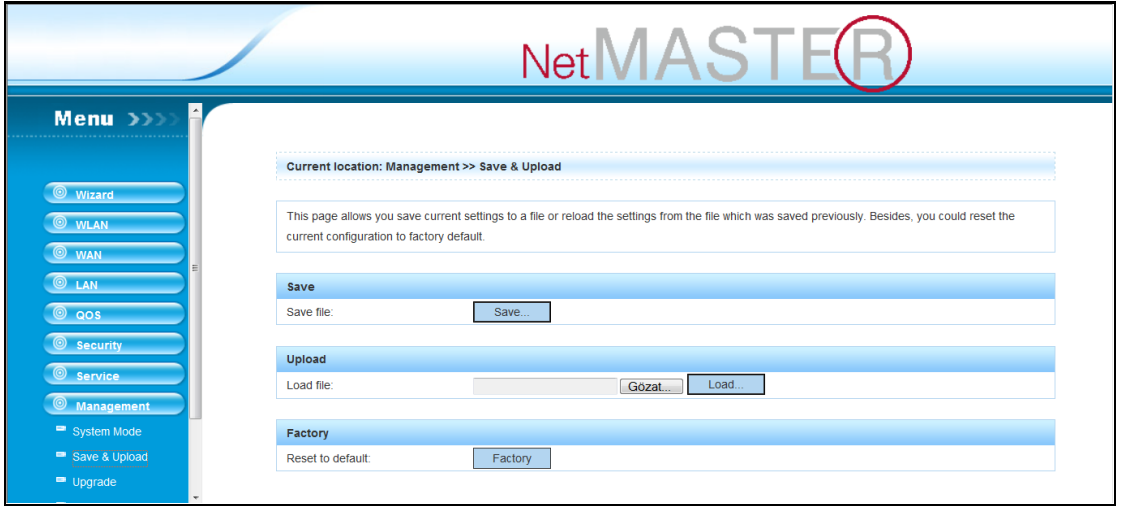 NetMASTER
Menu
Wizard
WLAN
WAN
LAN
QOS
Security
Service
Management
System Mode
Save & Upload
Upgrade
Current location: Management >> Save & Upload
This page allows you save current settings to a file or reload the settings from the file which was saved previously. Besides, you could reset the
current configuration to factory default.
Save
Save file: Save...
Upload
Load file: Gözat... Load...
Factory
Reset to default: Factory